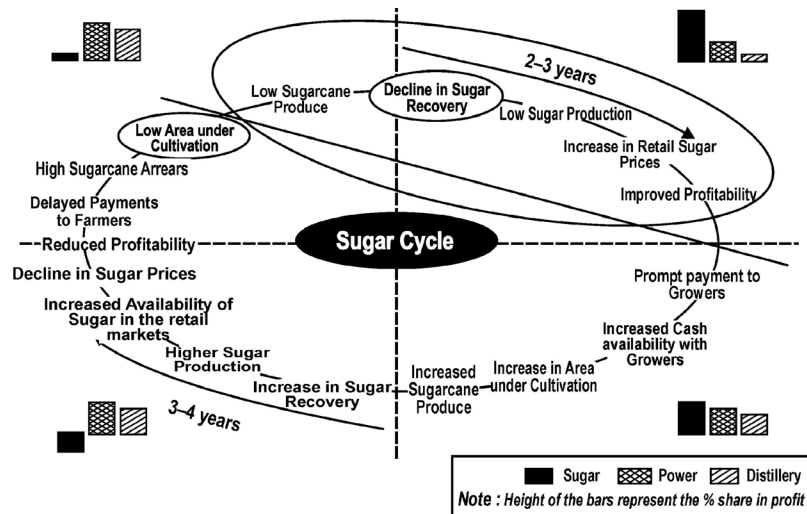 2–3 years
Low Sugarcane
Produce
Decline in Sugar
Recovery
Low Sugar Production
Increase in Retail Sugar
Prices
Improved Profitability
Low Area under
Cultivation
High Sugarcane Arrears
Delayed Payments
to Farmers
Reduced Profitability
Sugar Cycle
Decline in Sugar Prices
Increased Availability of
Sugar in the retail
markets
Higher Sugar
Production
Increase in Sugar
Recovery
3–4 years
Increased
Sugarcane
Produce
Increase in Area
under Cultivation
Increased Cash
availability with
Growers
Prompt payment to
Growers
Sugar Power Distillery
Note : Height of the bars represent the % share in profit